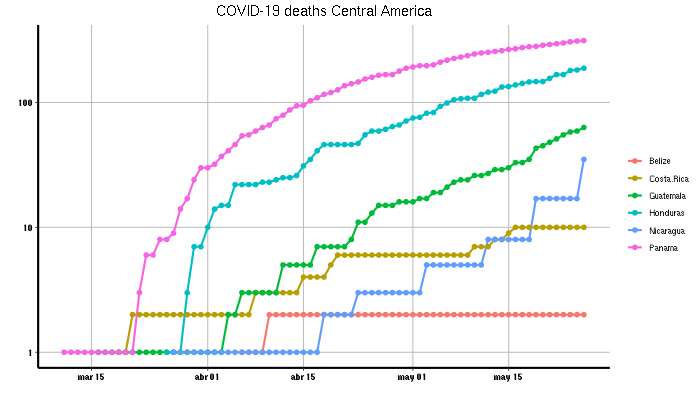 COVID-19 deaths Central America
100
10
1
mar 15
abr 01
abr 15
may 01
may 15
Belize
Costa.Rica
Guatemala
Honduras
Nicaragua
Panama